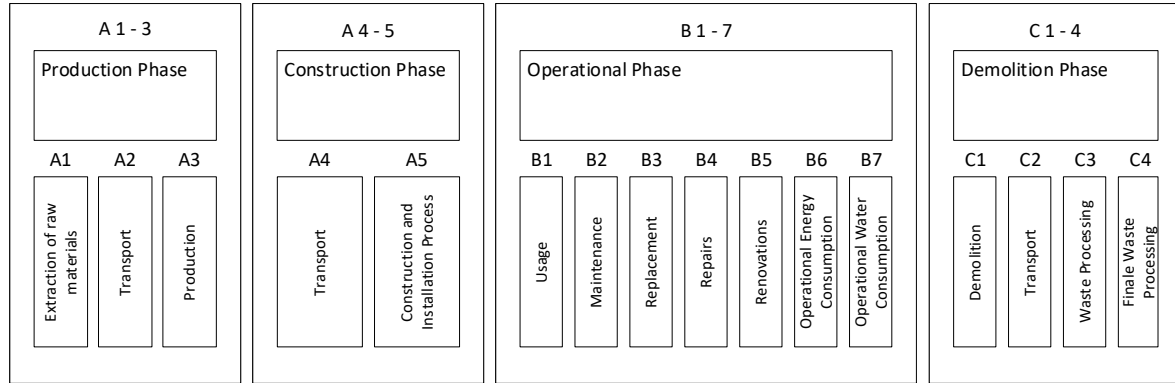 A 1 - 3
Production Phase
A1
A2
A3
Extraction of raw
materials
Transport
Production
A 4 - 5
Construction Phase
A4
A5
Transport
Construction and
Installation Process
B 1 - 7
Operational Phase
B1
B2
B3
B4
B5
B6
B7
Usage
Maintenance
Replacement
Repairs
Renovations
Operational Energy
Consumption
Operational Water
Consumption
C 1 - 4
Demolition Phase
C1
C2
C3
C4
Demolition
Transport
Waste Processing
Finale Waste
Processing